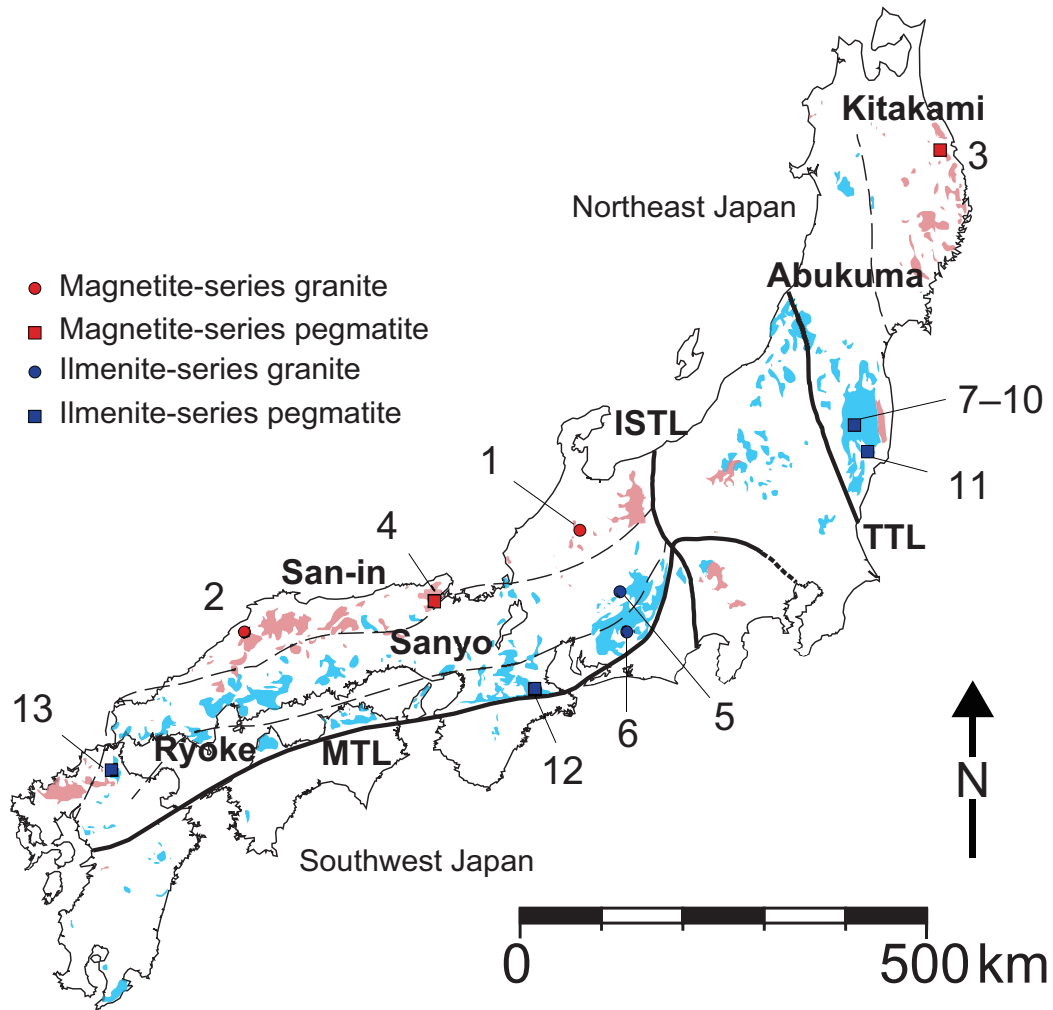 Kitakami
3
Northeast Japan
Abukuma
Magnetite-series granite
Magnetite-series pegmatite
Ilmenite-series granite
Ilmenite-series pegmatite
7–10
ISTL
1
11
4
TTL
San-in
2
Sanyo
13
5
6
Ryoke
MTL
12
N
Southwest Japan
0
500 km